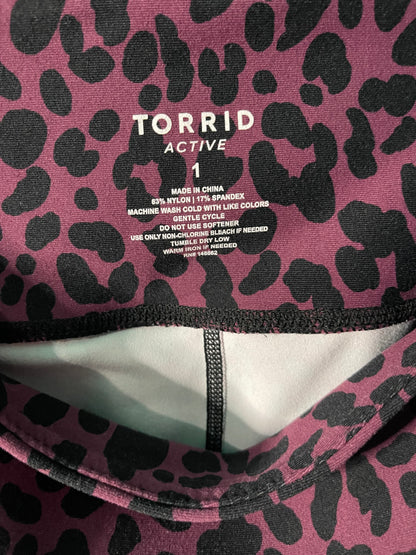 TORRID
ACTIVE
1
MADE IN CHINA
83% NYLON | 17% SPANDEX
MACHINE WASH COLD WITH LIKE COLORS
GENTLE CYCLE
DO NOT USE SOFTENER
USE ONLY NON-CHLORINE BLEACH IF NEEDED
TUMBLE DRY LOW
WARM IRON IF NEEDED
RN#